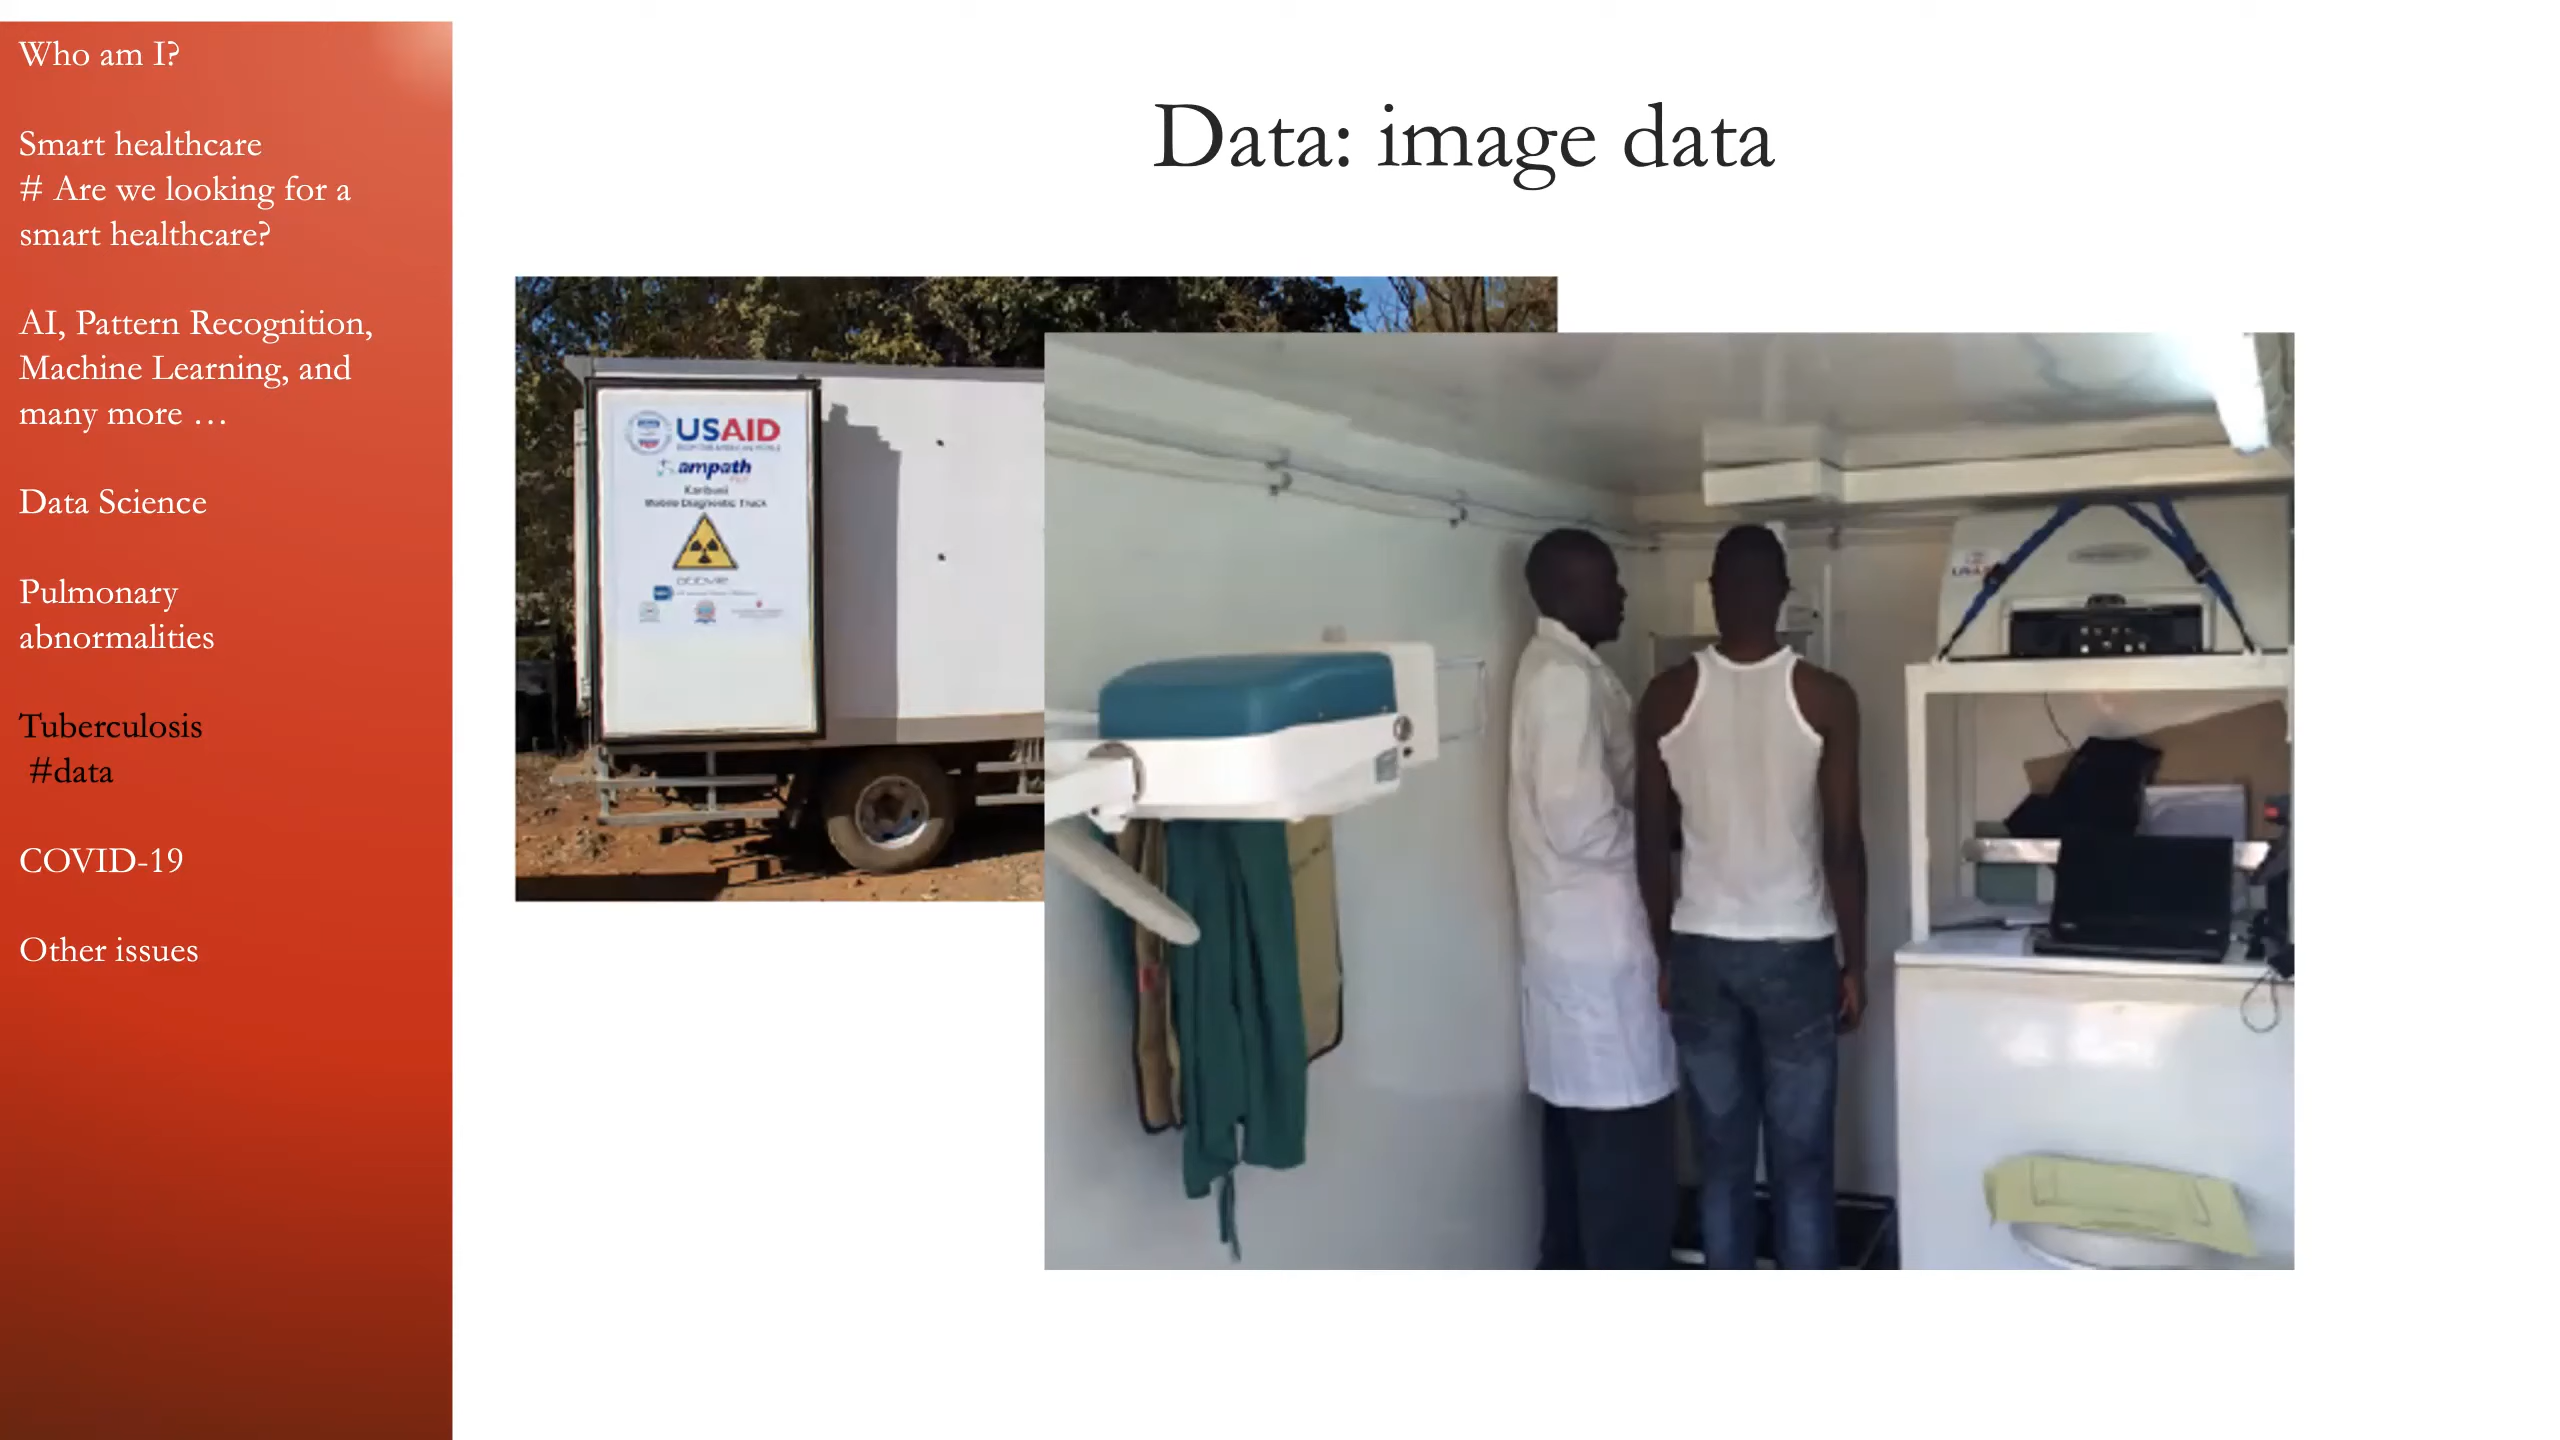 Who am I?
Smart healthcare
# Are we looking for a
smart healthcare?
AI, Pattern Recognition,
Machine Learning, and
many more …
Data Science
Pulmonary
abnormalities
Tuberculosis
#data
COVID-19
Other issues
Data: image data
USAID
ampath
Mobile Diagnostic Truck